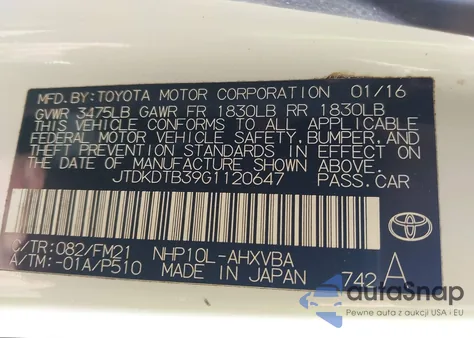 MFD.BY: TOYOTA MOTOR CORPORATION 01/16
GVWR 3475LB GAWR FR 1830LB RR 1830LB
THIS VEHICLE CONFORMS TO ALL APPLICABLE
FEDERAL MOTOR VEHICLE SAFETY, BUMPER, AND
THEFT PREVENTION STANDARDS IN EFFECT ON
THE DATE OF MANUFACTURE SHOWN ABOVE.
JTDKDTB39G1120647 PASS.CAR
C/TR:082/FM21 NHP10L-AHXVBA
A/TM:-01A/P510 MADE IN JAPAN 742 A
TOYOTA
autaSnap
Pewne auta z aukcji USA i EU